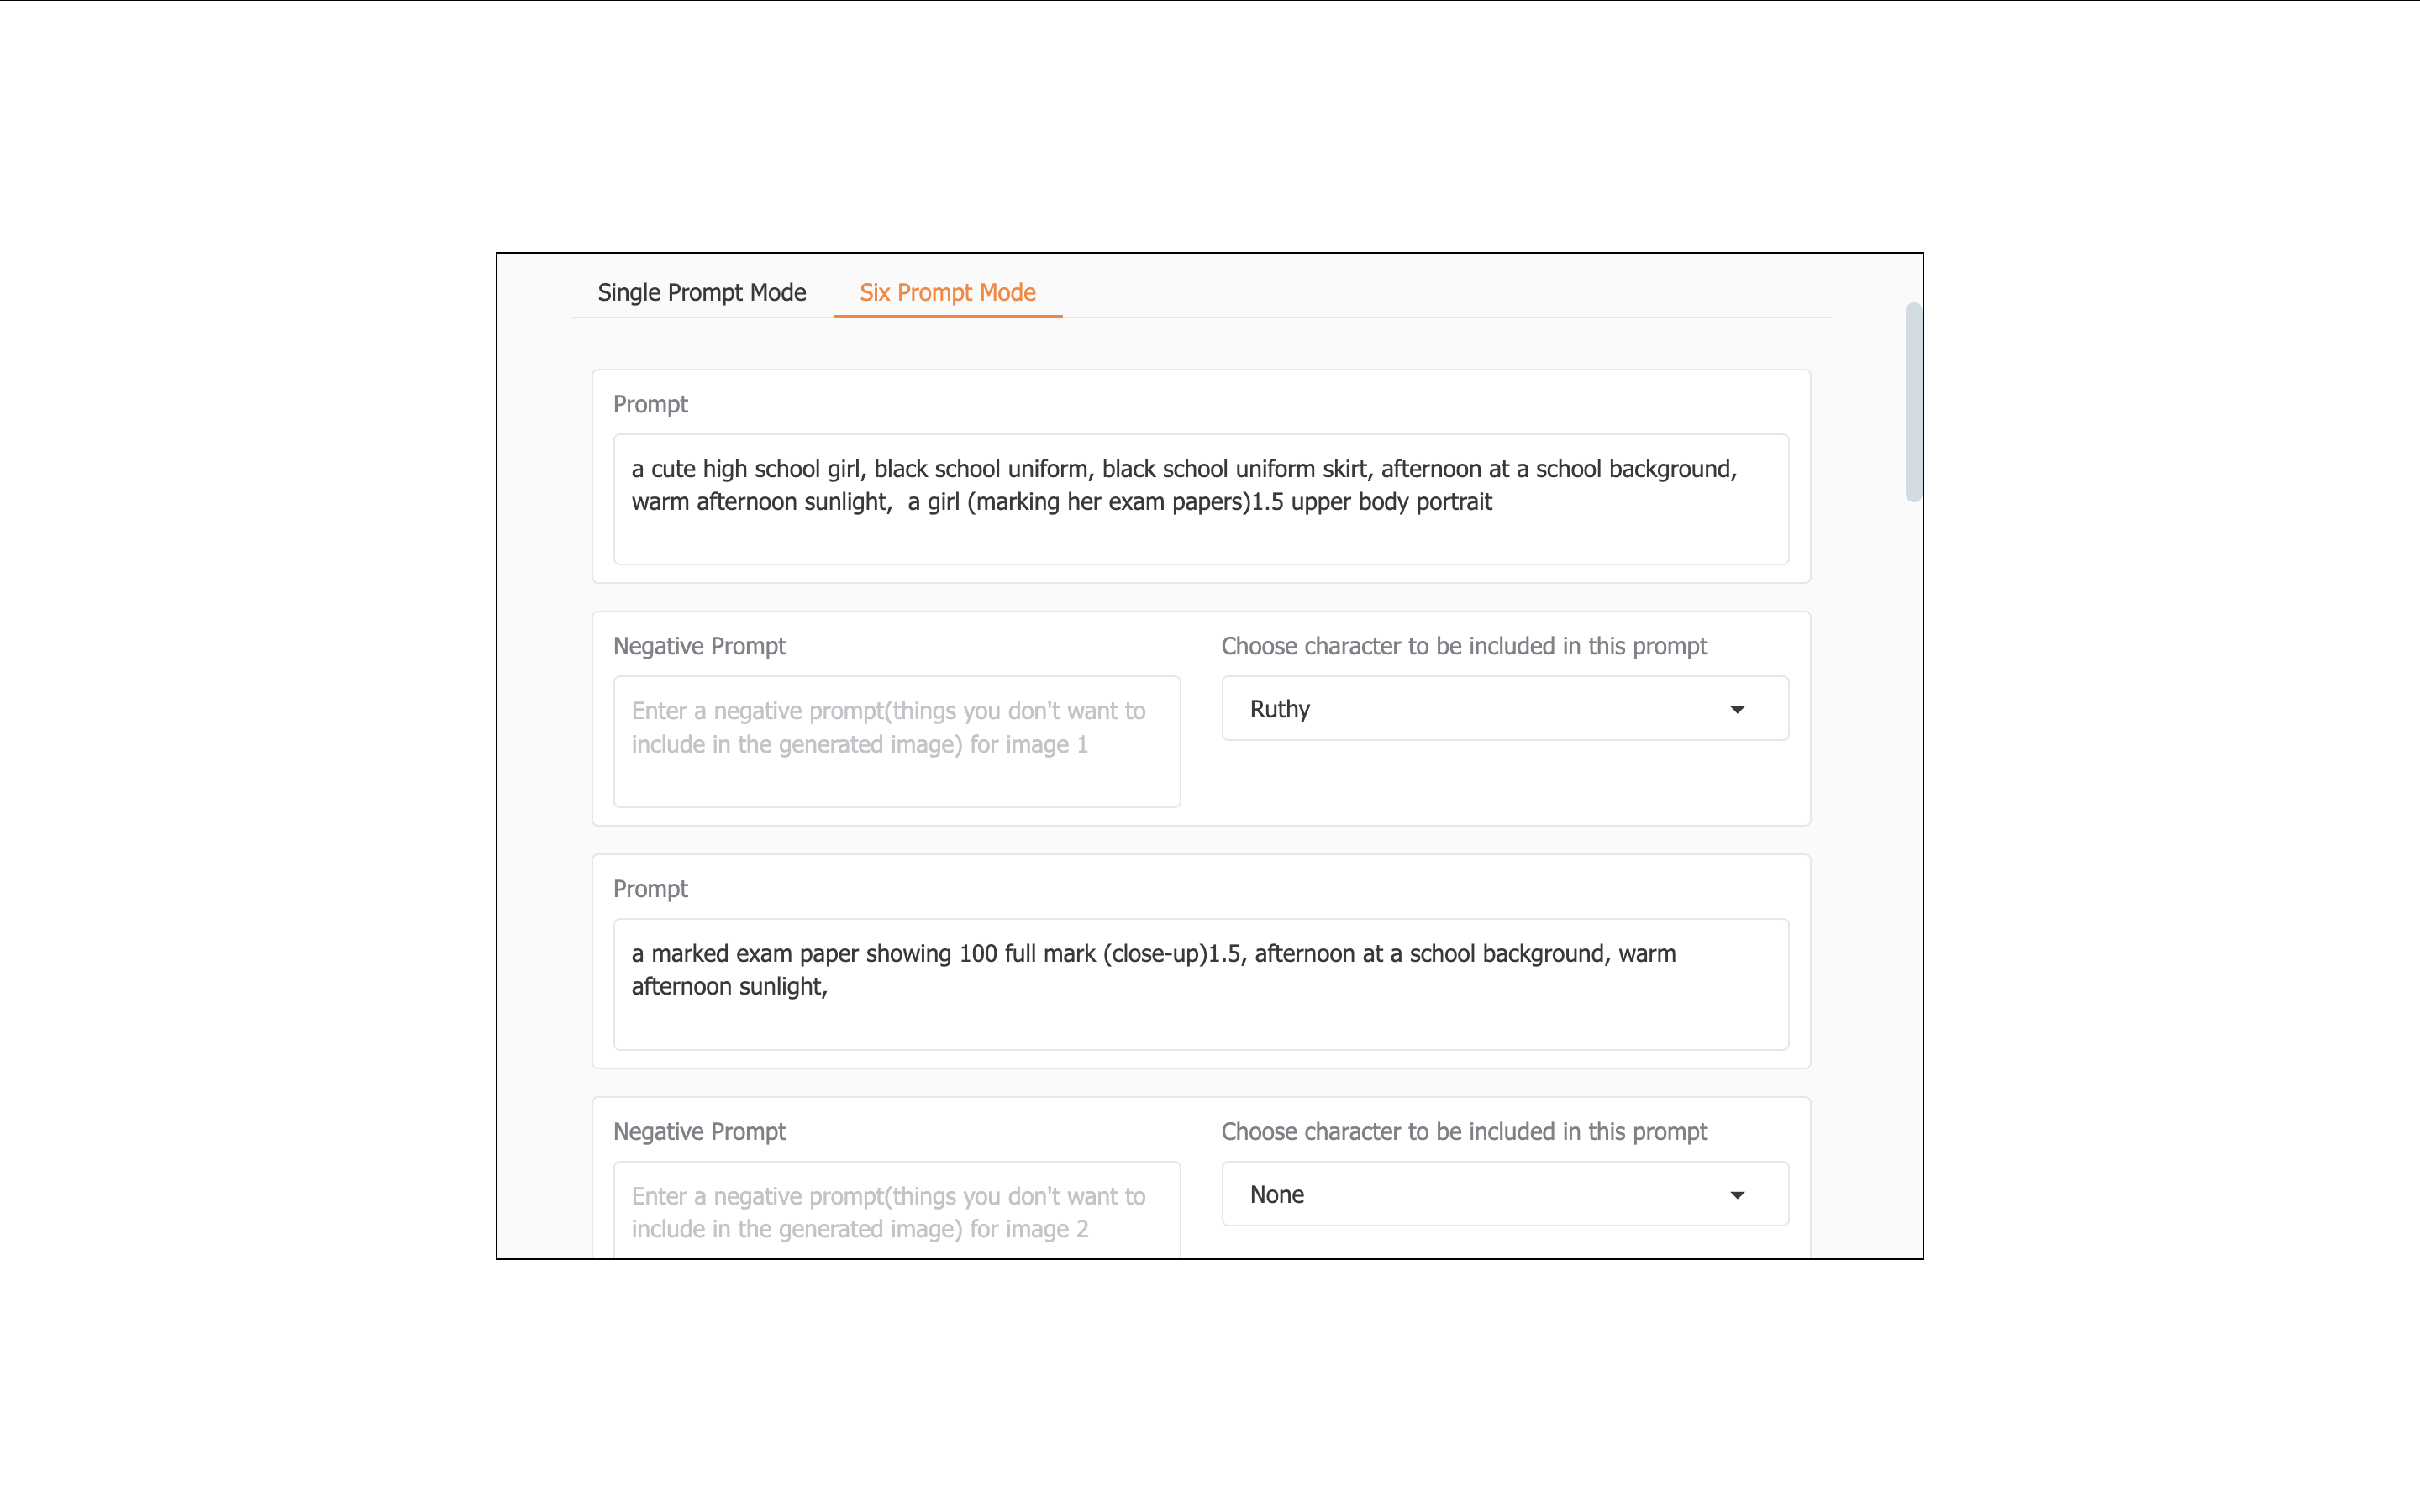 Single Prompt Mode
Six Prompt Mode
Prompt
a cute high school girl, black school uniform, black school uniform skirt, afternoon at a school background,
warm afternoon sunlight,  a girl (marking her exam papers)1.5 upper body portrait
Negative Prompt
Enter a negative prompt(things you don't want to
include in the generated image) for image 1
Choose character to be included in this prompt
Ruthy
Prompt
a marked exam paper showing 100 full mark (close-up)1.5, afternoon at a school background, warm
afternoon sunlight,
Negative Prompt
Enter a negative prompt(things you don't want to
include in the generated image) for image 2
Choose character to be included in this prompt
None